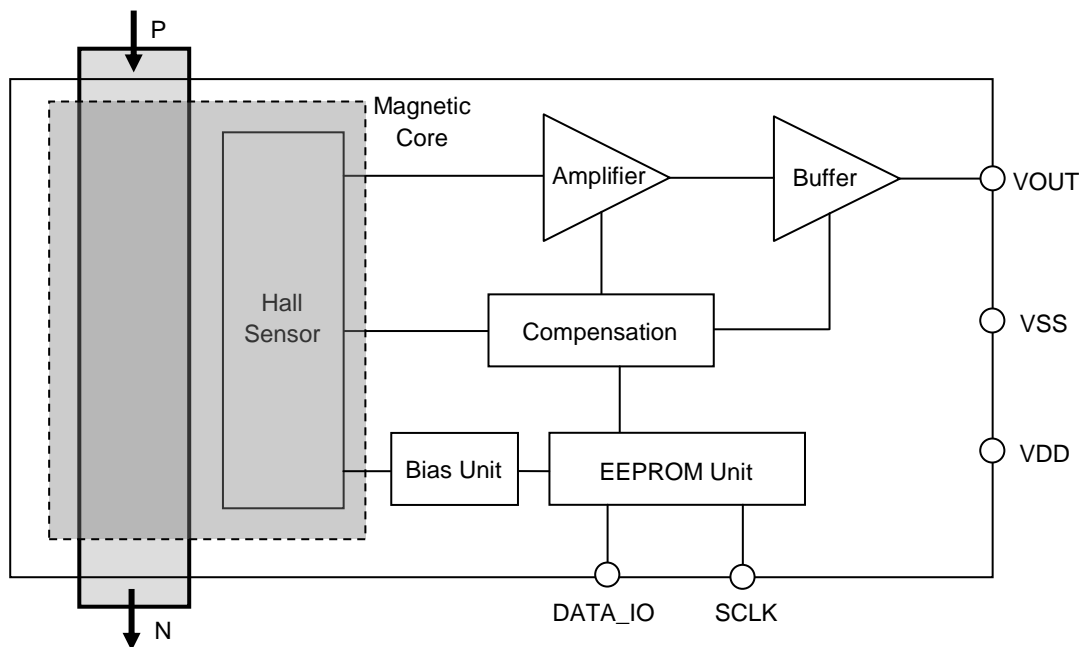 P
Magnetic
Core
Amplifier
Buffer
VOUT
Hall
Sensor
Compensation
VSS
Bias Unit
EEPROM Unit
VDD
DATA_IO
SCLK
N